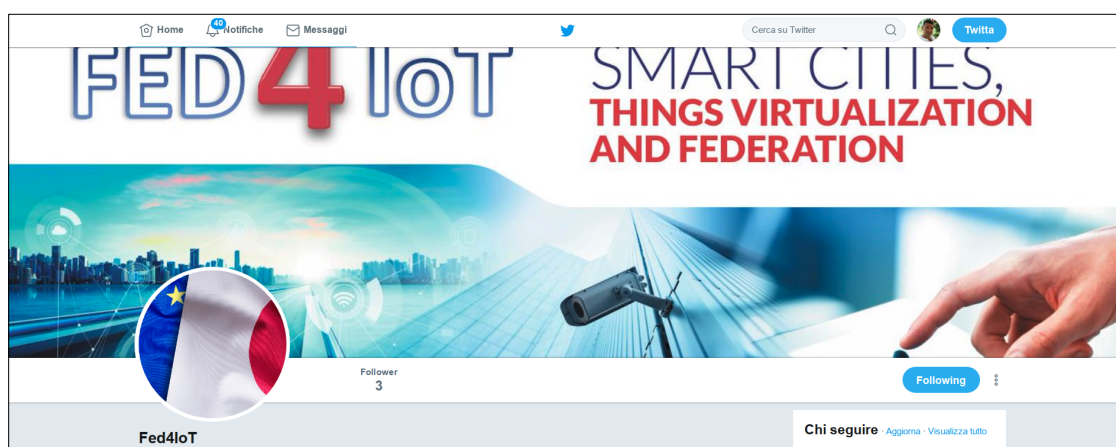 Home
40
Notifiche
Messaggi
Cerca su Twitter
Twitta
FED4IoT
SMART CITIES,
THINGS VIRTUALIZATION
AND FEDERATION
Follower
3
Following
Fed4IoT
Chi seguire · Aggiorna · Visualizza tutto